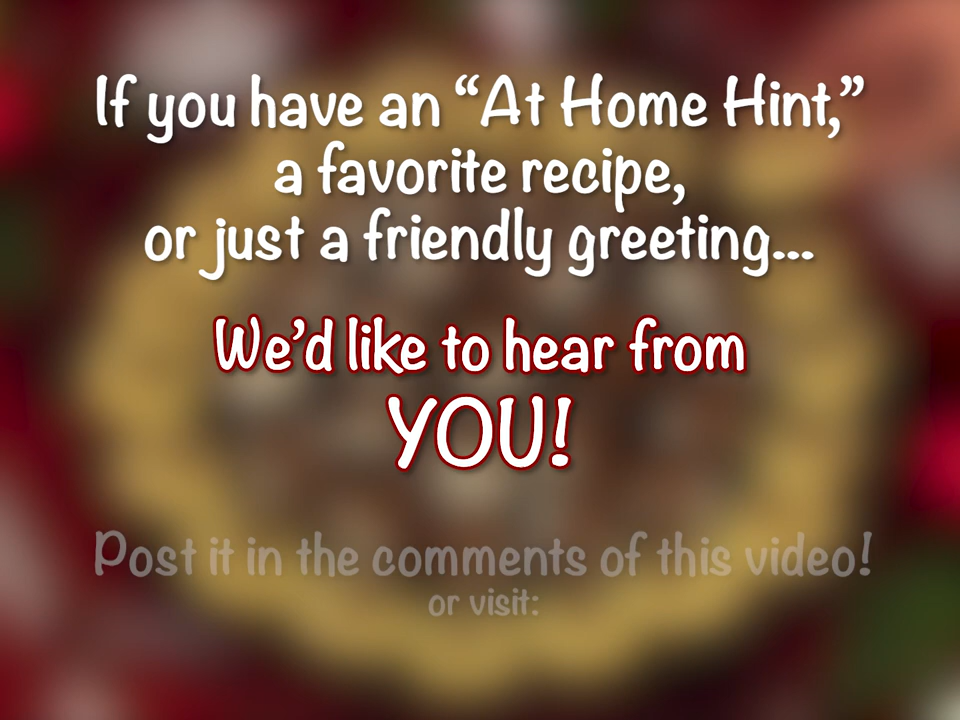 If you have an “At Home Hint,”
a favorite recipe,
or just a friendly greeting...
We’d like to hear from
YOU!
Post it in the comments of this video!
or visit: